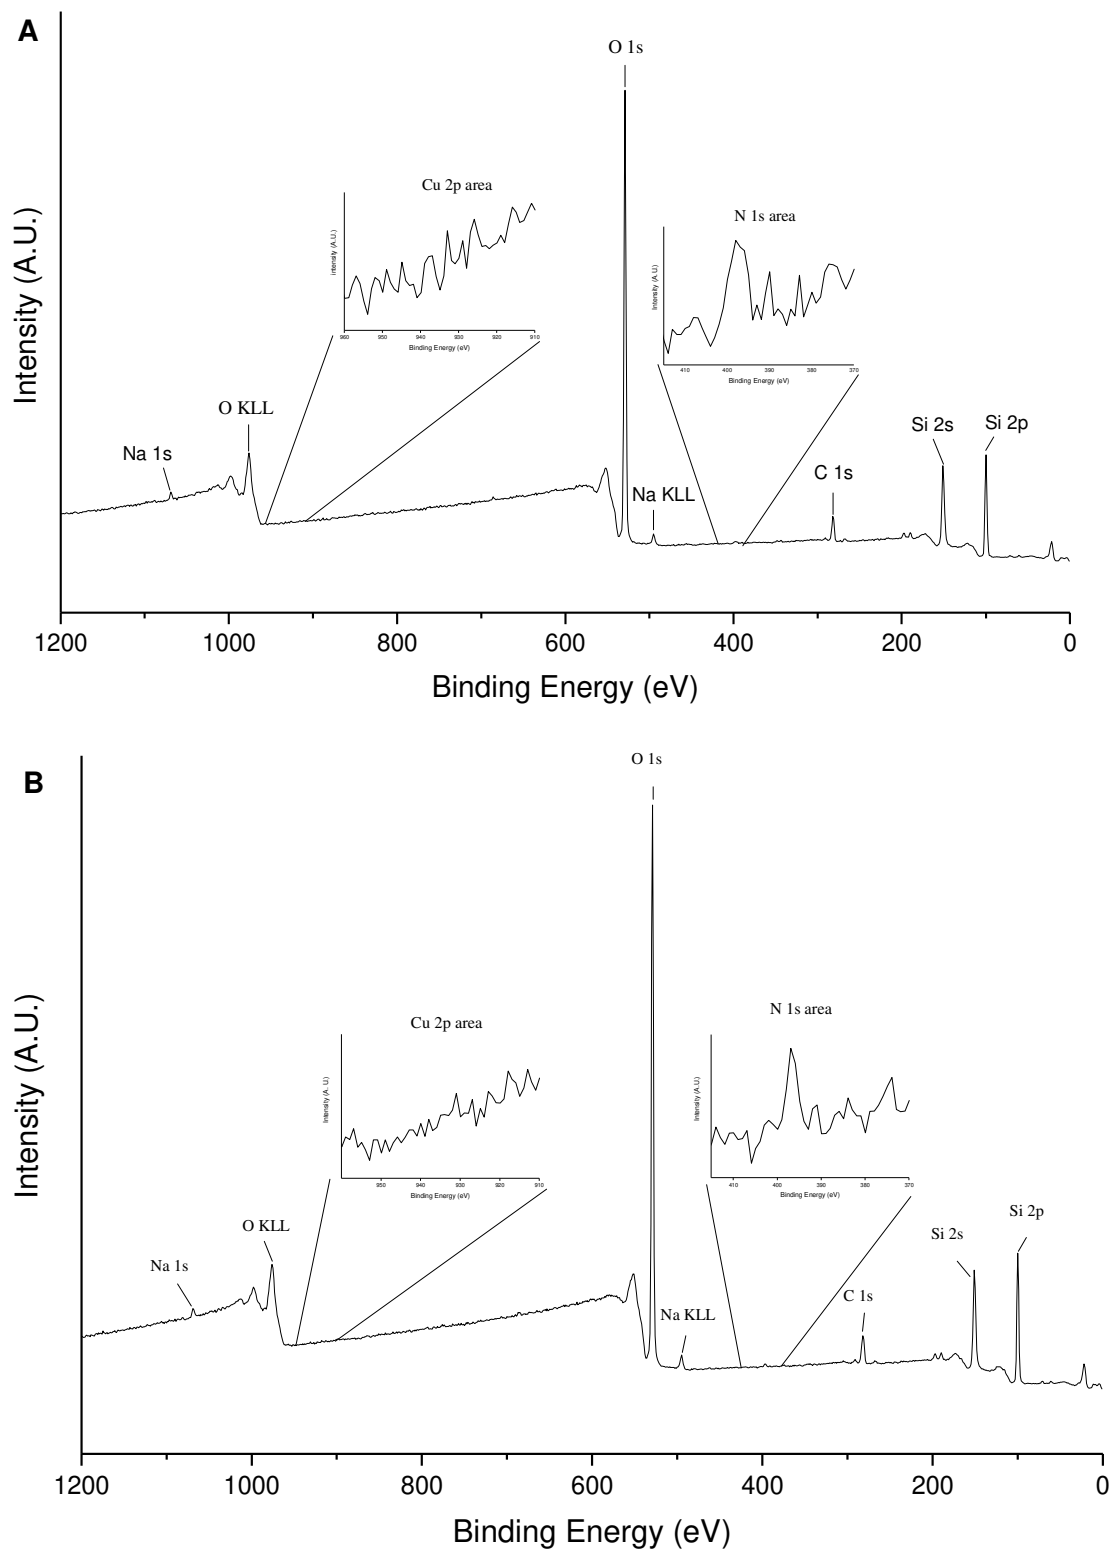 A
O 1s
Cu 2p area
Intensity (A.U.)
960 950 940 930 920 910
Binding Energy (eV)
N 1s area
Intensity (A.U.)
410 400 390 380 370
Binding Energy (eV)
Intensity (A.U.)
Na 1s
O KLL
Na KLL
C 1s
Si 2s
Si 2p
1200 1000 800 600 400 200 0
Binding Energy (eV)
B
O 1s
Cu 2p area
Intensity (A. U.)
950 940 930 920 910
Binding Energy (eV)
N 1s area
Intensity (A.U.)
410 400 390 380 370
Binding Energy (eV)
Intensity (A.U.)
Na 1s
O KLL
Na KLL
C 1s
Si 2s
Si 2p
1200 1000 800 600 400 200 0
Binding Energy (eV)